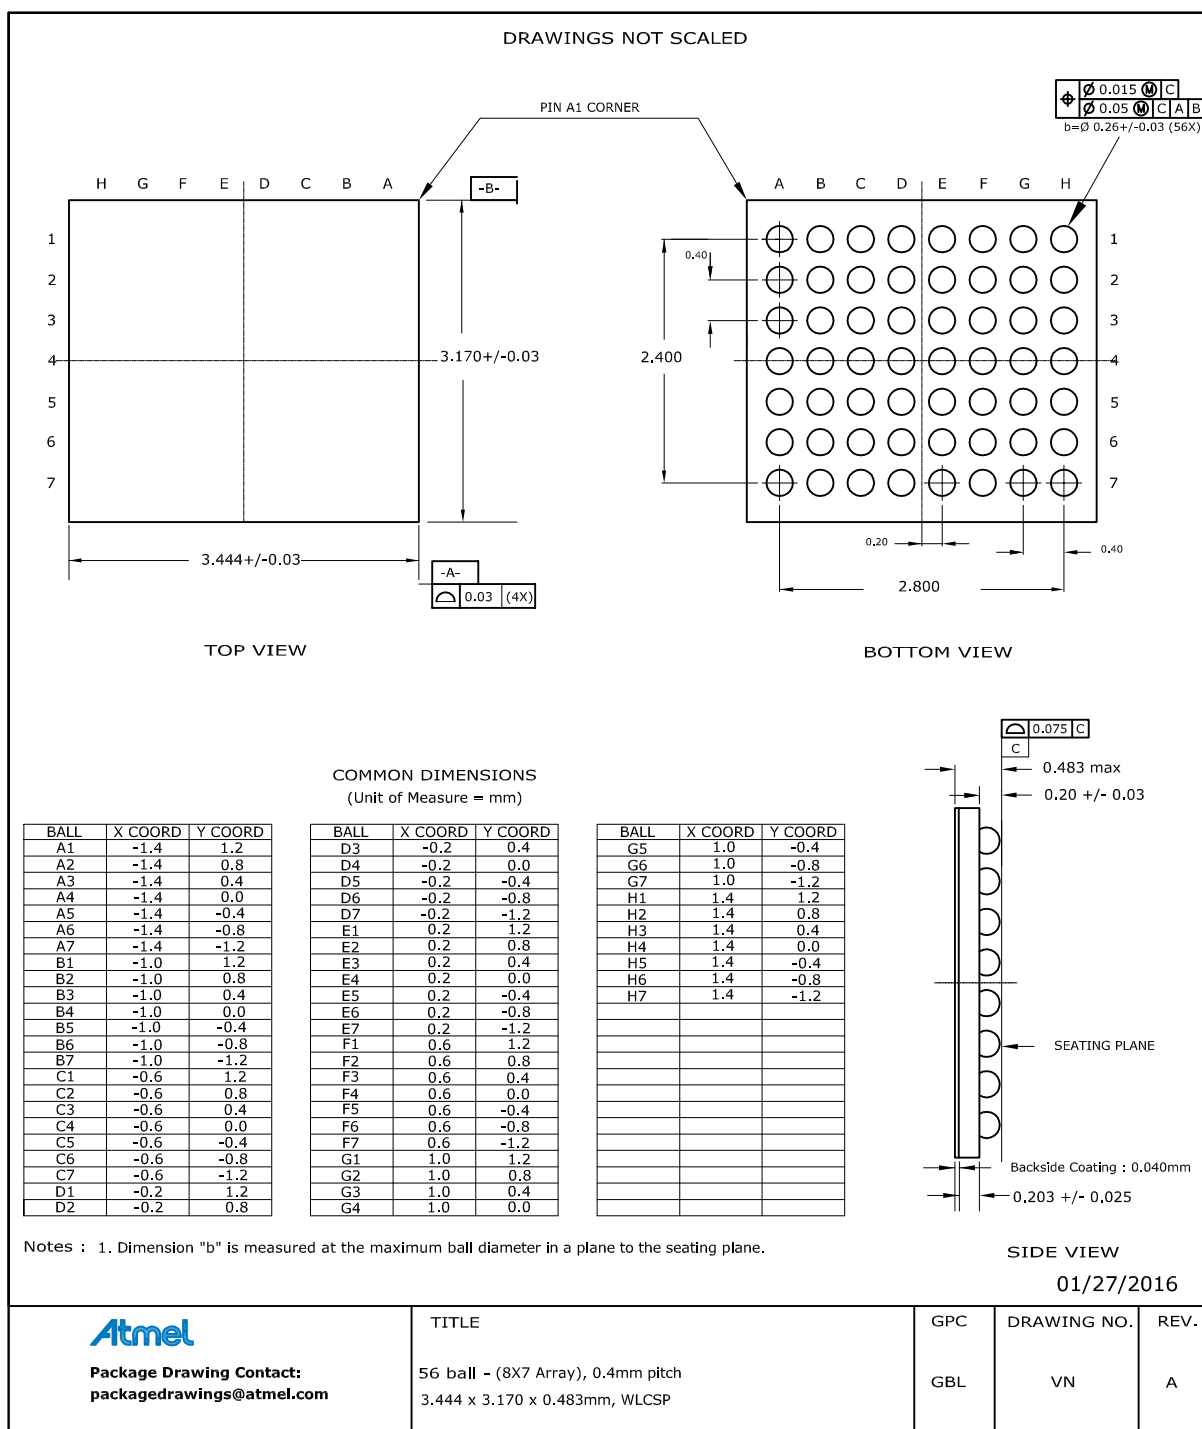 DRAWINGS NOT SCALED
PIN A1 CORNER
Ø 0.015 Ⓜ C
Ø 0.05 Ⓜ C A B
b=Ø 0.26+/-0.03 (56X)
H G F E D C B A
-B-
1
2
3
4
5
6
7
3.170+/-0.03
3.444+/-0.03
-A-
0.03 (4X)
TOP VIEW
A B C D E F G H
1
2
3
4
5
6
7
0.40
2.400
0.20
0.40
2.800
BOTTOM VIEW
COMMON DIMENSIONS
(Unit of Measure = mm)
BALL X COORD Y COORD
A1 -1.4 1.2
A2 -1.4 0.8
A3 -1.4 0.4
A4 -1.4 0.0
A5 -1.4 -0.4
A6 -1.4 -0.8
A7 -1.4 -1.2
B1 -1.0 1.2
B2 -1.0 0.8
B3 -1.0 0.4
B4 -1.0 0.0
B5 -1.0 -0.4
B6 -1.0 -0.8
B7 -1.0 -1.2
C1 -0.6 1.2
C2 -0.6 0.8
C3 -0.6 0.4
C4 -0.6 0.0
C5 -0.6 -0.4
C6 -0.6 -0.8
C7 -0.6 -1.2
D1 -0.2 1.2
D2 -0.2 0.8
BALL X COORD Y COORD
D3 -0.2 0.4
D4 -0.2 0.0
D5 -0.2 -0.4
D6 -0.2 -0.8
D7 -0.2 -1.2
E1 0.2 1.2
E2 0.2 0.8
E3 0.2 0.4
E4 0.2 0.0
E5 0.2 -0.4
E6 0.2 -0.8
E7 0.2 -1.2
F1 0.6 1.2
F2 0.6 0.8
F3 0.6 0.4
F4 0.6 0.0
F5 0.6 -0.4
F6 0.6 -0.8
F7 0.6 -1.2
G1 1.0 1.2
G2 1.0 0.8
G3 1.0 0.4
G4 1.0 0.0
BALL X COORD Y COORD
G5 1.0 -0.4
G6 1.0 -0.8
G7 1.0 -1.2
H1 1.4 1.2
H2 1.4 0.8
H3 1.4 0.4
H4 1.4 0.0
H5 1.4 -0.4
H6 1.4 -0.8
H7 1.4 -1.2
0.075 C
C
0.483 max
0.20 +/- 0.03
SEATING PLANE
Backside Coating : 0.040mm
0.203 +/- 0.025
SIDE VIEW
Notes : 1. Dimension "b" is measured at the maximum ball diameter in a plane to the seating plane.
01/27/2016
Atmel
Package Drawing Contact:
packagedrawings@atmel.com
TITLE
56 ball - (8X7 Array), 0.4mm pitch
3.444 x 3.170 x 0.483mm, WLCSP
GPC
GBL
DRAWING NO.
VN
REV.
A